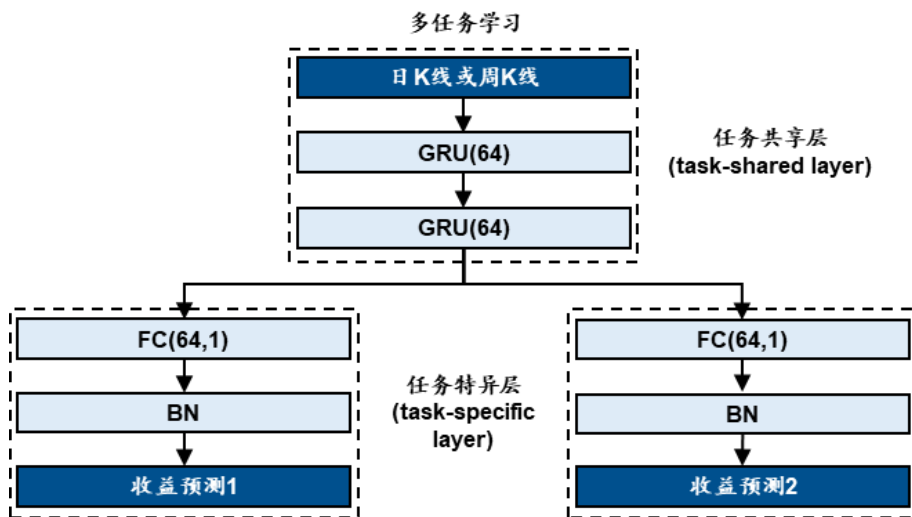 多任务学习
日K线或周K线
GRU(64)
GRU(64)
任务共享层
(task-shared layer)
FC(64,1)
BN
收益预测1
任务特异层
(task-specific
layer)
FC(64,1)
BN
收益预测2